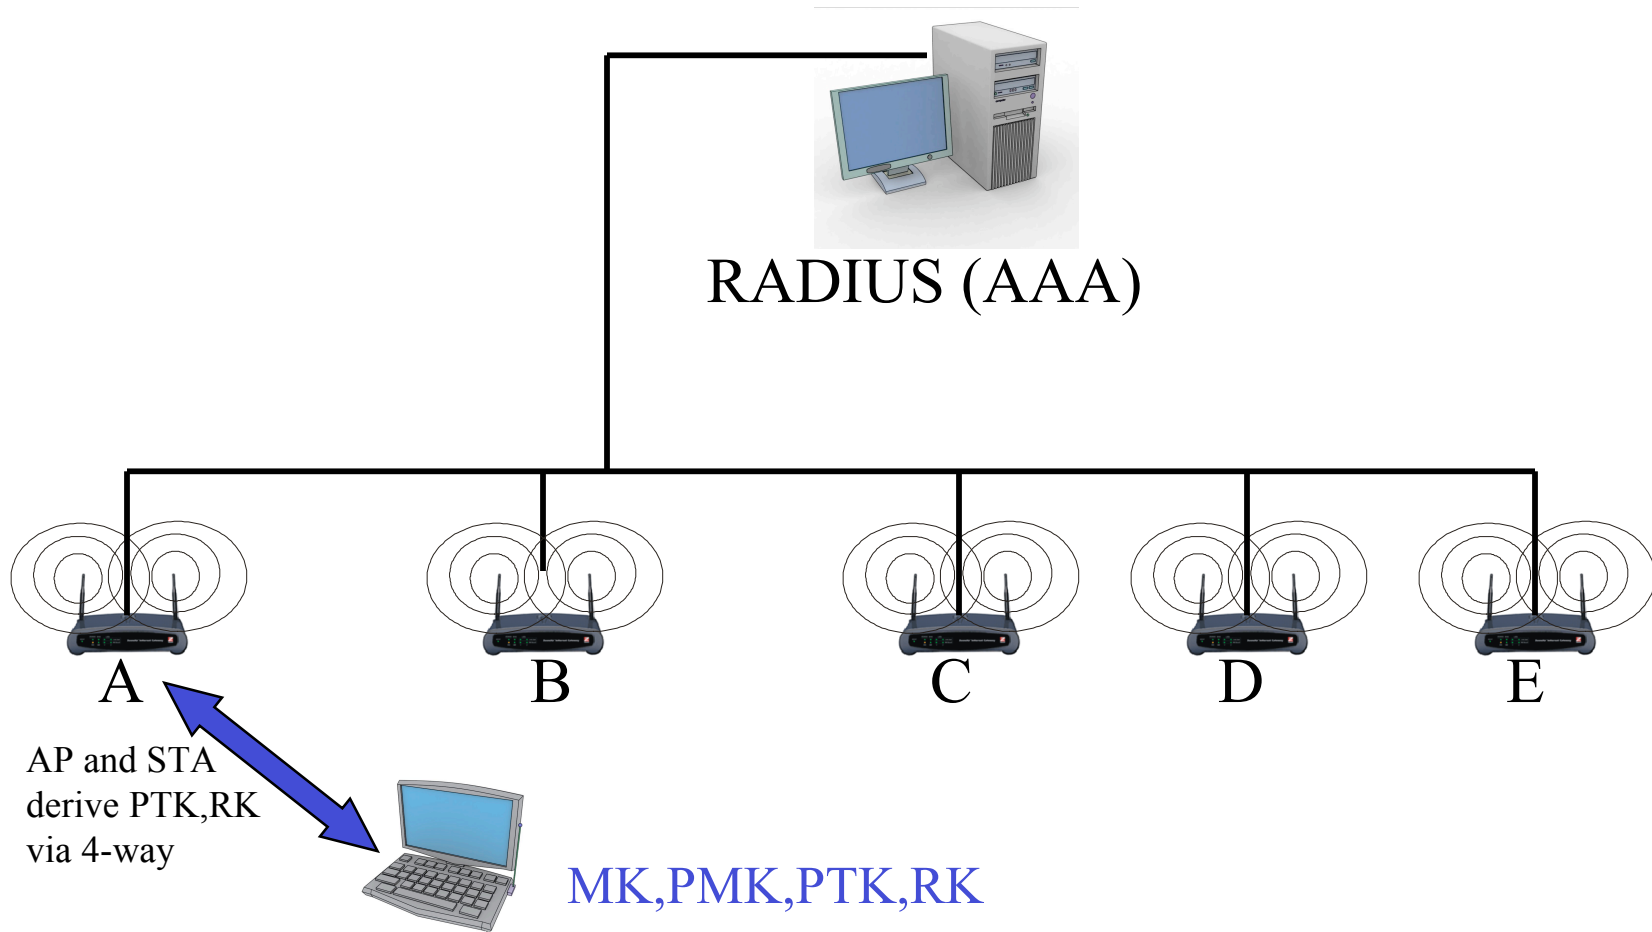 RADIUS (AAA)
A
B
C
D
E
AP and STA
derive PTK,RK
via 4-way
MK,PMK,PTK,RK